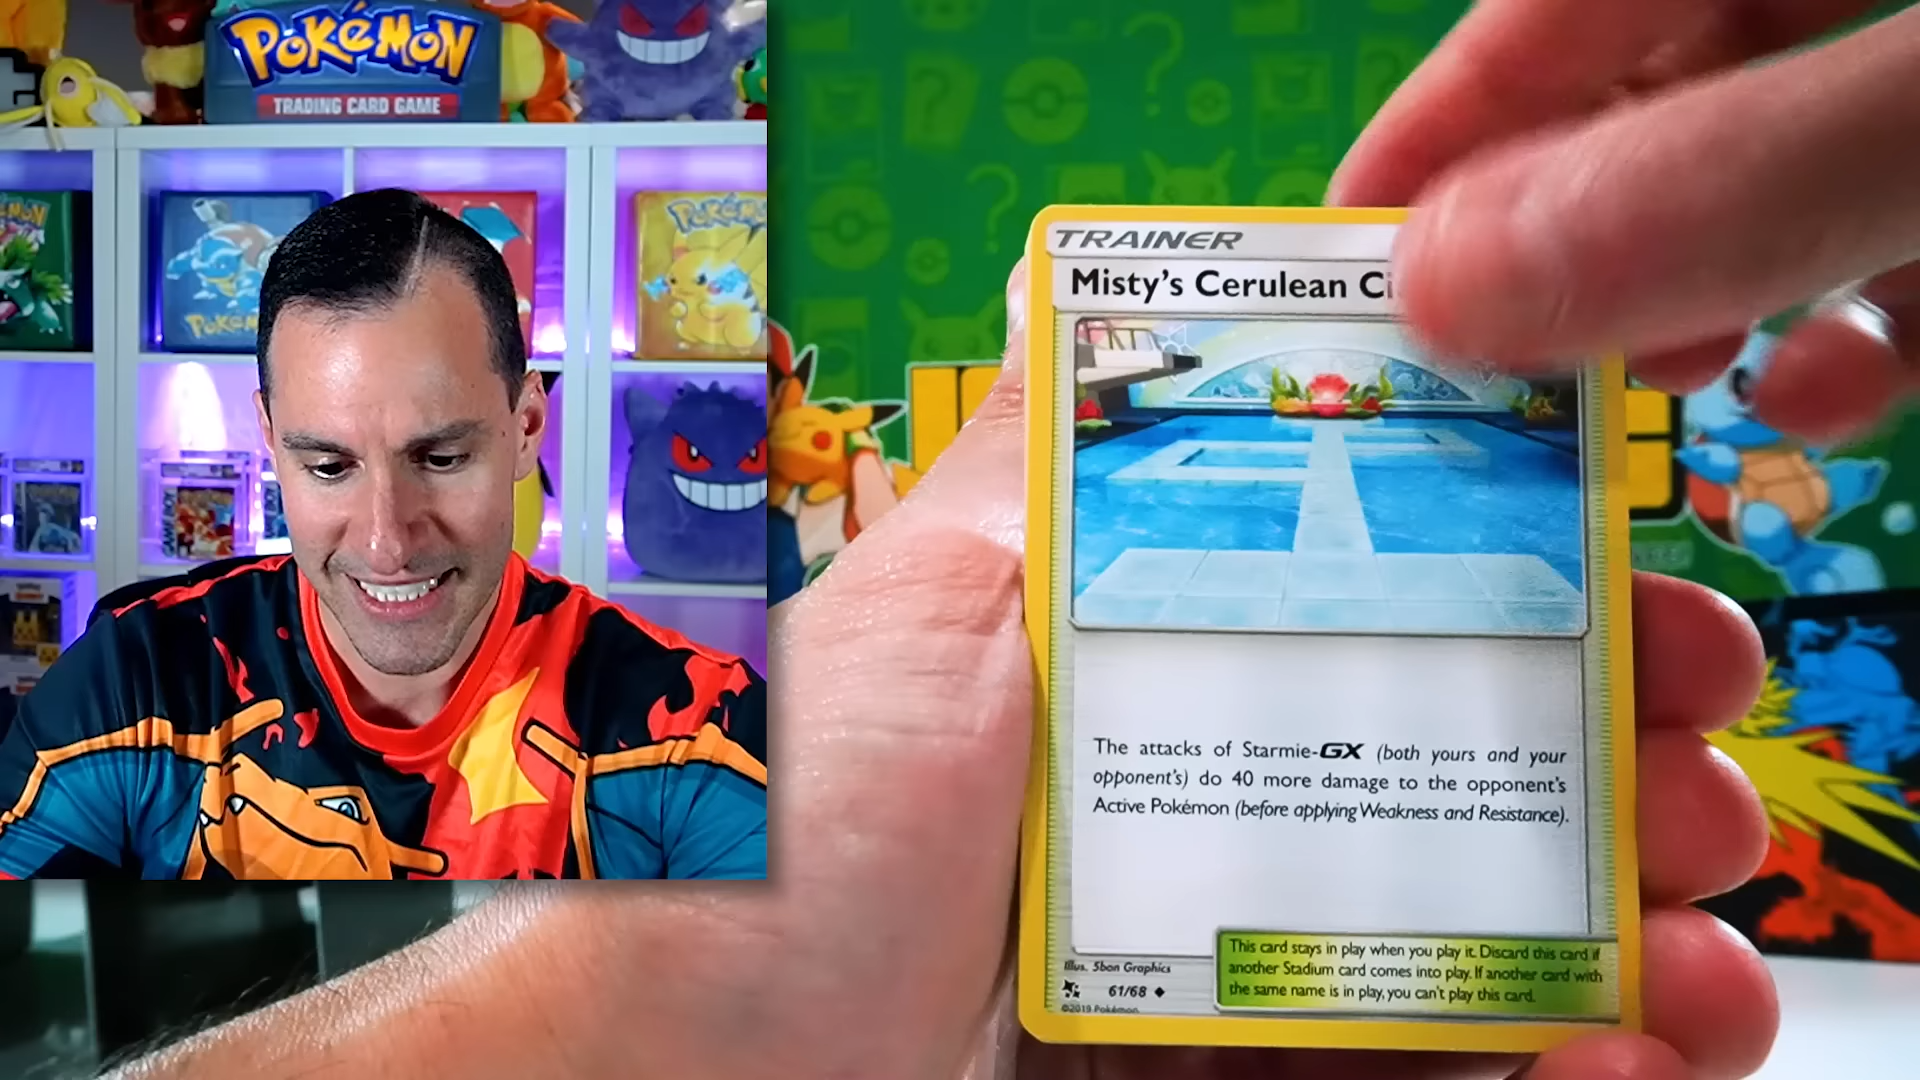 POKéMON
TRADING CARD GAME
POKéMON
TRAINER
Misty's Cerulean Ci
The attacks of Starmie-GX (both yours and your
opponent's) do 40 more damage to the opponent's
Active Pokémon (before applying Weakness and Resistance).
This card stays in play when you play it. Discard this card if
another Stadium card comes into play. If another card with
the same name is in play, you can't play this card.
Illus. 5ban Graphics
61/68
©2019 Pokémon